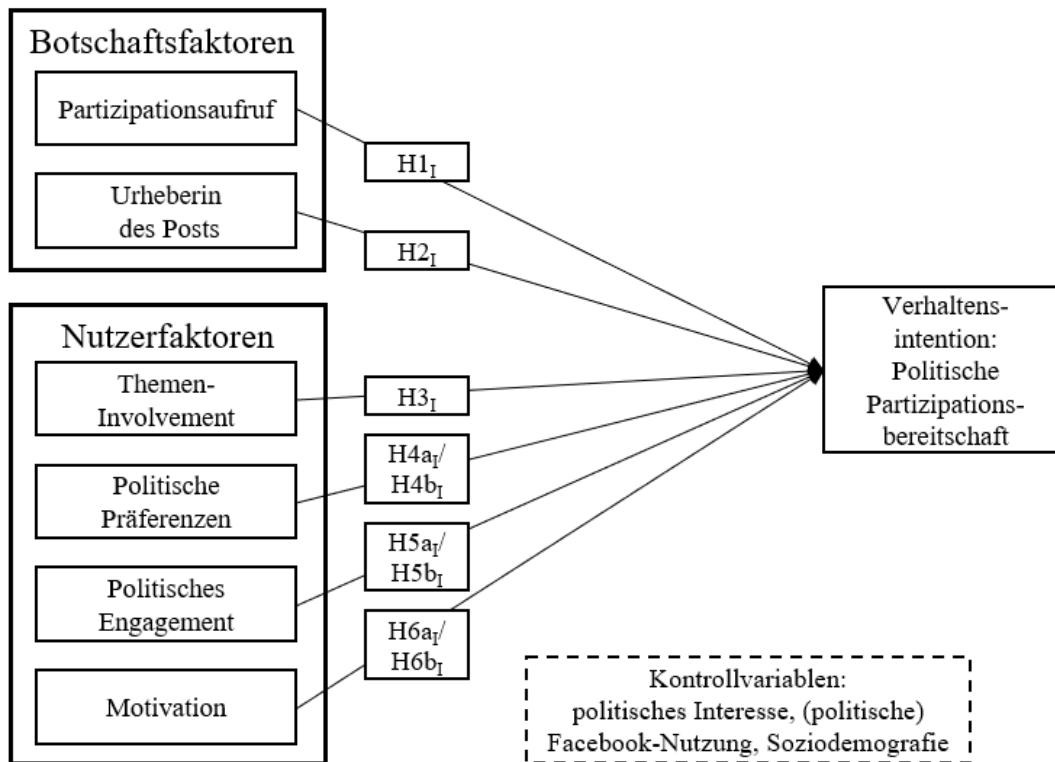 Botschaftsfaktoren
Partizipationsaufruf
Urheberin
des Posts
H1I
H2I
Nutzerfaktoren
Themen-
Involvement
Politische
Präferenzen
Politisches
Engagement
Motivation
H3I
H4aI/
H4bI
H5aI/
H5bI
H6aI/
H6bI
Verhaltens-
intention:
Politische
Partizipations-
bereitschaft
Kontrollvariablen:
politisches Interesse, (politische)
Facebook-Nutzung, Soziodemografie